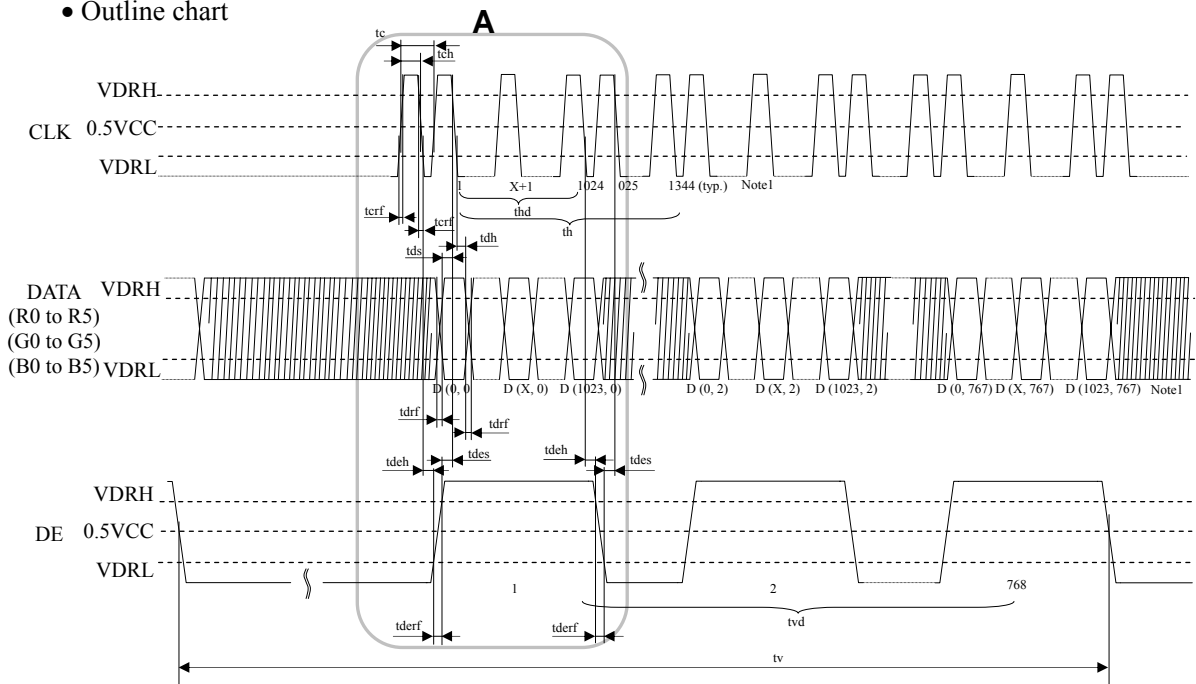 • Outline chart
A
tc
tch
VDRH
CLK
0.5VCC
VDRL
1
X+1
1024
025
1344 (typ.)
Note1
thd
th
tcrf
tcrf
tdh
tds
DATA
VDRH
(R0 to R5)
(G0 to G5)
(B0 to B5)
VDRL
D (0, 0
D (X, 0)
D (1023, 0)
D (0, 2)
D (X, 2)
D (1023, 2)
D (0, 767)
D (X, 767)
D (1023, 767)
Note1
tdrf
tdrf
tdeh
tdes
tdeh
tdes
VDRH
DE
0.5VCC
VDRL
1
2
768
tvd
tderf
tderf
tv